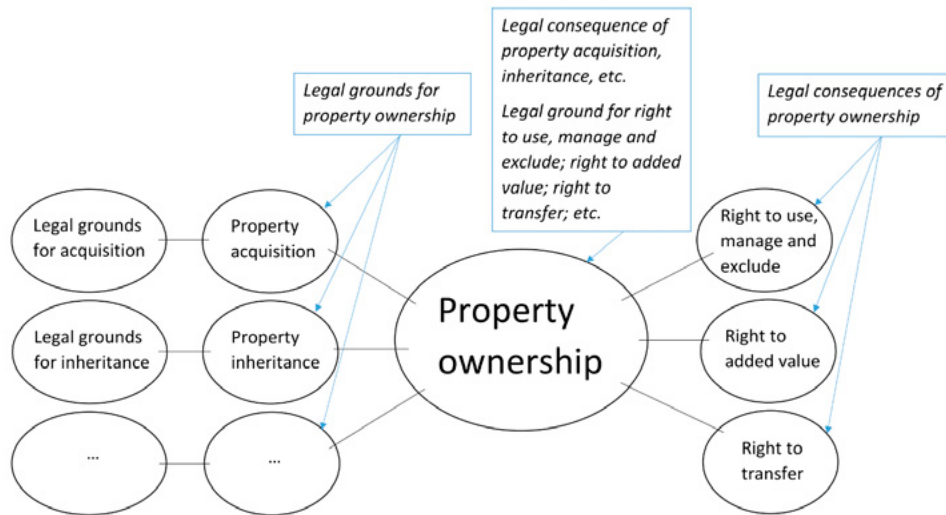 Legal consequence of
property acquisition,
inheritance, etc.
Legal ground for right
to use, manage and
exclude; right to added
value; right to
transfer; etc.
Legal grounds for
property ownership
Legal consequences of
property ownership
Legal grounds
for acquisition
Property
acquisition
Right to use,
manage and
exclude
Property
ownership
Legal grounds
for inheritance
Property
inheritance
Right to
added value
...
...
Right to
transfer